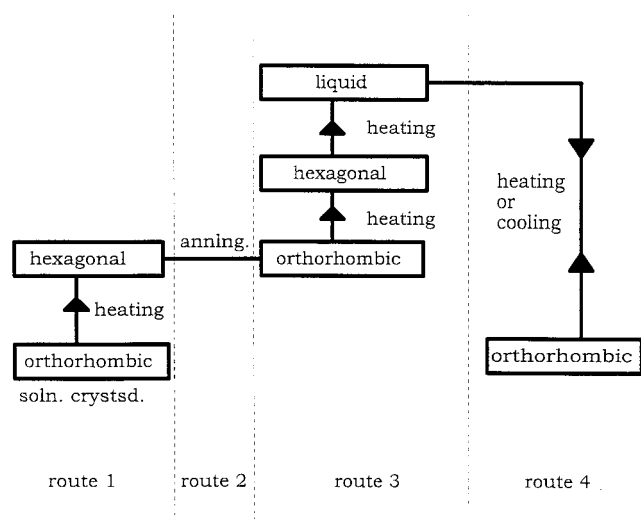 liquid
heating
hexagonal
heating
orthorhombic
anning.
hexagonal
heating
orthorhombic
soln. crystsd.
heating
or
cooling
orthorhombic
route 1
route 2
route 3
route 4